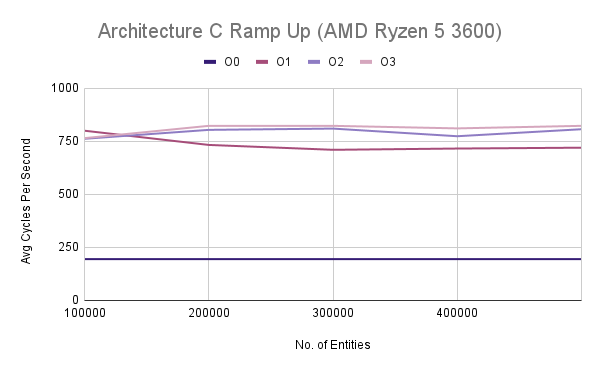 Architecture C Ramp Up (AMD Ryzen 5 3600)
O0 O1 O2 O3
1000
750
500
250
0
Avg Cycles Per Second
100000 200000 300000 400000
No. of Entities